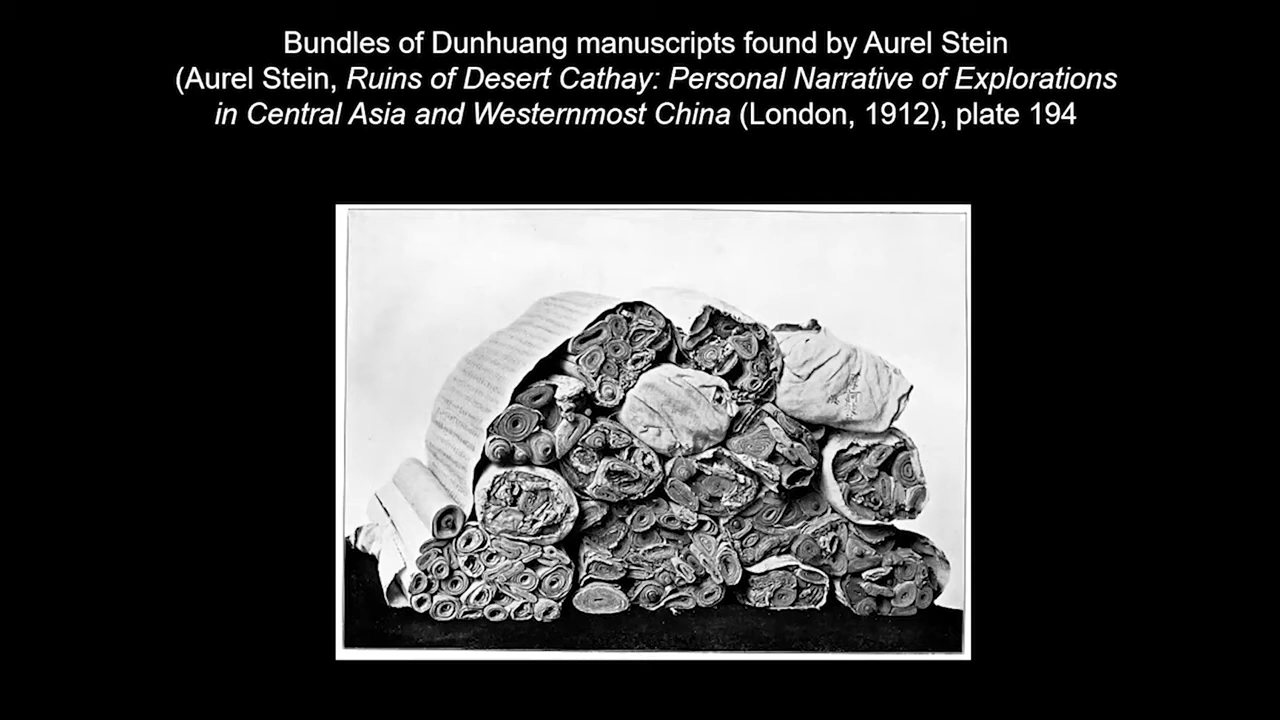 Bundles of Dunhuang manuscripts found by Aurel Stein
(Aurel Stein, Ruins of Desert Cathay: Personal Narrative of Explorations
in Central Asia and Westernmost China (London, 1912), plate 194